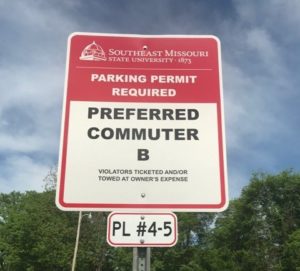 SOUTHEAST MISSOURI
STATE UNIVERSITY · 1873
PARKING PERMIT
REQUIRED
PREFERRED
COMMUTER
B
VIOLATORS TICKETED AND/OR
TOWED AT OWNER'S EXPENSE
PL #4-5